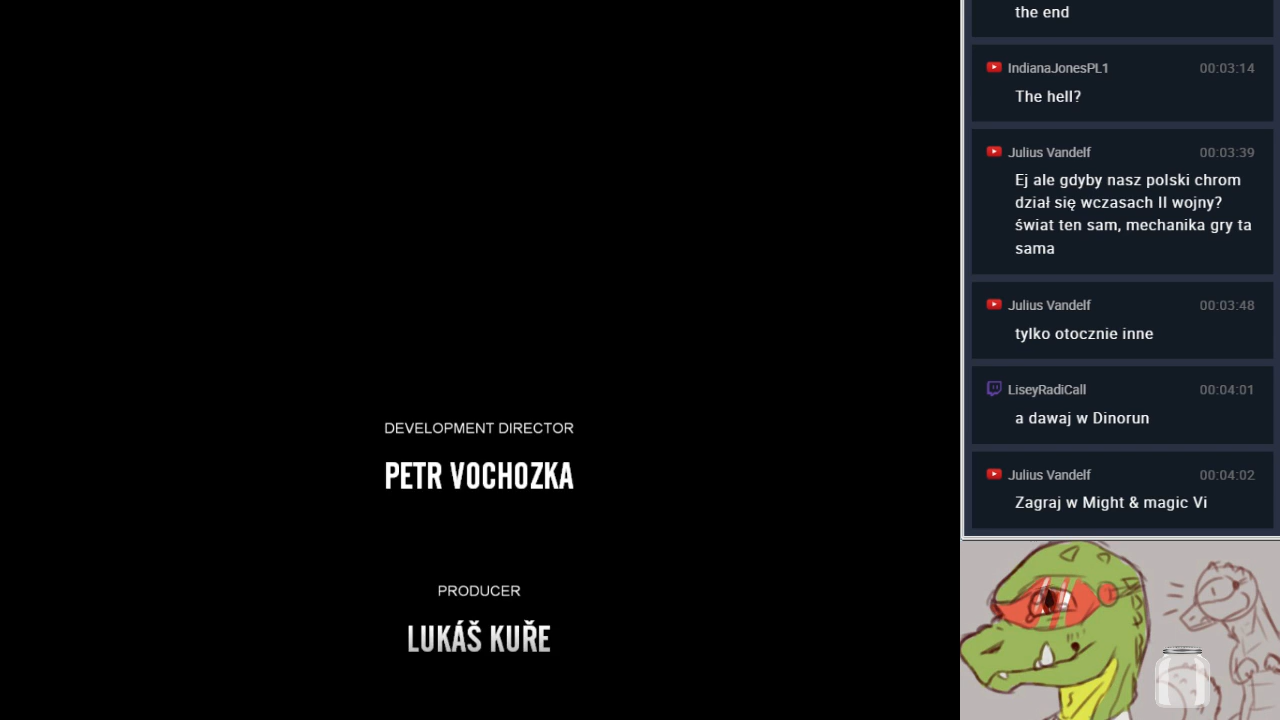 DEVELOPMENT DIRECTOR
PETR VOCHOZKA
PRODUCER
LUKÁŠ KUŘE
the end
IndianaJonesPL1 00:03:14
The hell?
Julius Vandelf 00:03:39
Ej ale gdyby nasz polski chrom
dział się wczasach II wojny?
świat ten sam, mechanika gry ta
sama
Julius Vandelf 00:03:48
tylko otocznie inne
LiseyRadiCall 00:04:01
a dawaj w Dinorun
Julius Vandelf 00:04:02
Zagraj w Might & magic Vi